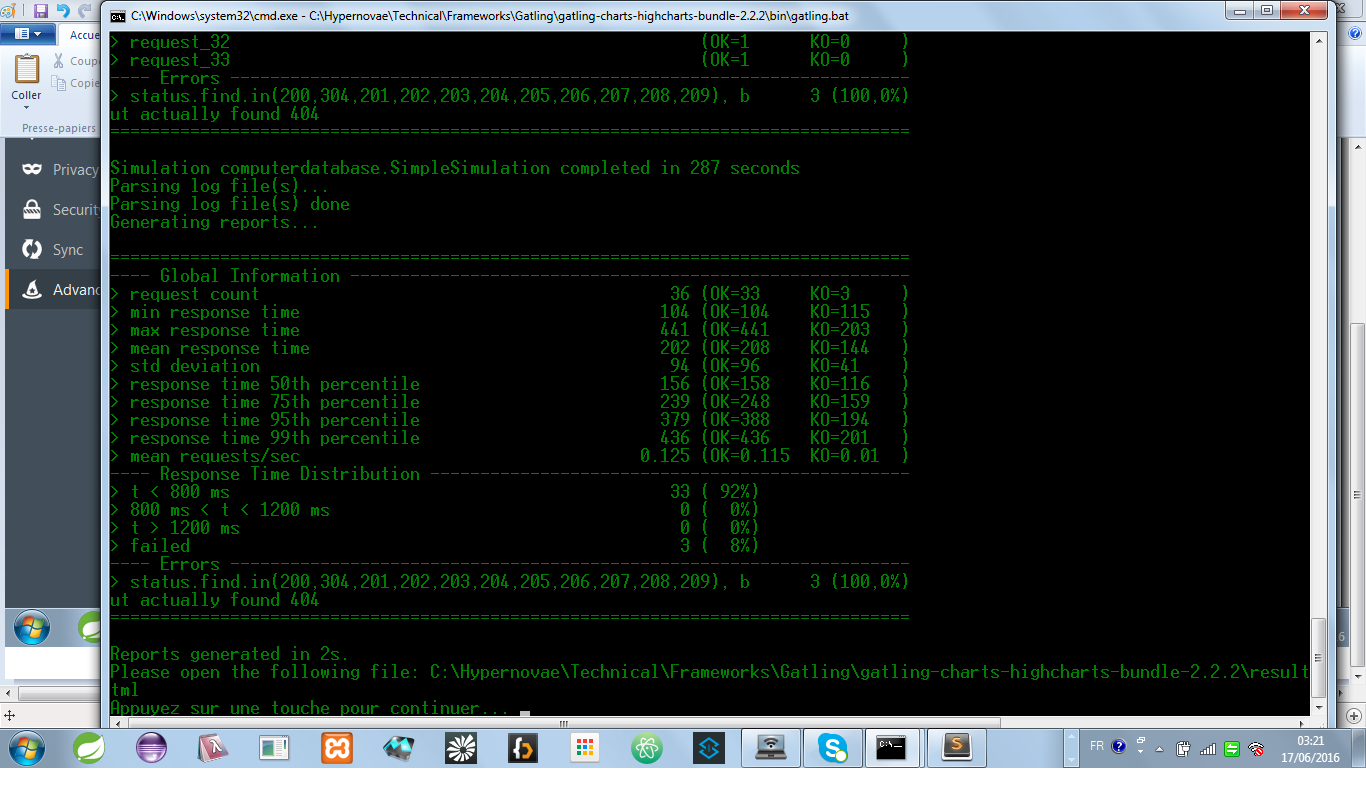 C:\Windows\system32\cmd.exe - C:\Hypernovae\Technical\Frameworks\Gatling\gatling-charts-highcharts-bundle-2.2.2\bin\gatling.bat
Accue
Coupe
Copie
Coller
Presse-papiers
Privacy
Security
Sync
Advanc
> request_32 (OK=1 KO=0 )
> request_33 (OK=1 KO=0 )
---- Errors --------------------------------------------------------------------
> status.find.in(200,304,201,202,203,204,205,206,207,208,209), b 3 (100,0%)
ut actually found 404
================================================================================
Simulation computerdatabase.SimpleSimulation completed in 287 seconds
Parsing log file(s)...
Parsing log file(s) done
Generating reports...
================================================================================
---- Global Information --------------------------------------------------------
> request count 36 (OK=33 KO=3 )
> min response time 104 (OK=104 KO=115 )
> max response time 441 (OK=441 KO=203 )
> mean response time 202 (OK=208 KO=144 )
> std deviation 94 (OK=96 KO=41 )
> response time 50th percentile 156 (OK=158 KO=116 )
> response time 75th percentile 239 (OK=248 KO=159 )
> response time 95th percentile 379 (OK=388 KO=194 )
> response time 99th percentile 436 (OK=436 KO=201 )
> mean requests/sec 0.125 (OK=0.115 KO=0.01 )
---- Response Time Distribution ------------------------------------------------
> t < 800 ms 33 ( 92%)
> 800 ms < t < 1200 ms 0 ( 0%)
> t > 1200 ms 0 ( 0%)
> failed 3 ( 8%)
---- Errors --------------------------------------------------------------------
> status.find.in(200,304,201,202,203,204,205,206,207,208,209), b 3 (100,0%)
ut actually found 404
================================================================================
Reports generated in 2s.
Please open the following file: C:\Hypernovae\Technical\Frameworks\Gatling\gatling-charts-highcharts-bundle-2.2.2\result
tml
Appuyez sur une touche pour continuer...
FR
03:21
17/06/2016